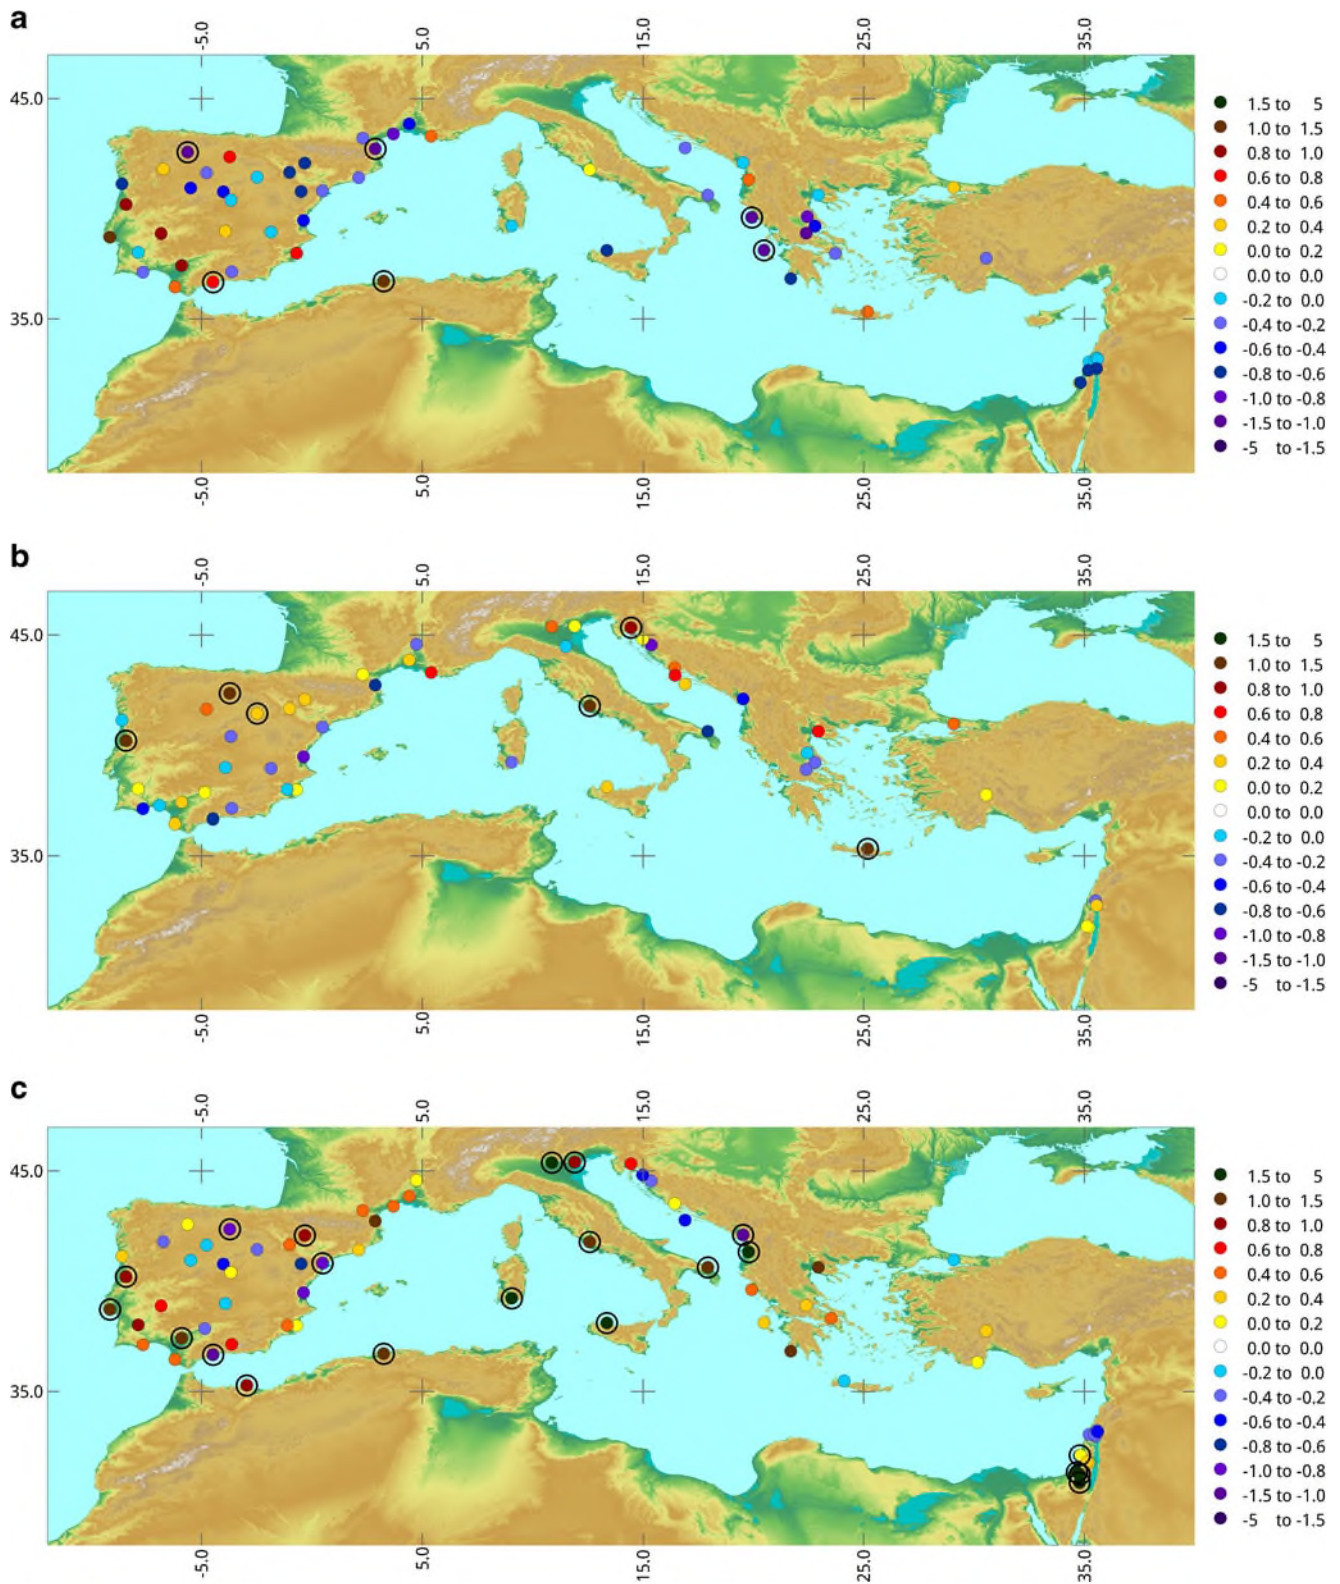 a
-5.0 5.0 15.0 25.0 35.0
45.0
35.0
-5.0 5.0 15.0 25.0 35.0
1.5 to 5
1.0 to 1.5
0.8 to 1.0
0.6 to 0.8
0.4 to 0.6
0.2 to 0.4
0.0 to 0.2
0.0 to 0.0
-0.2 to 0.0
-0.4 to -0.2
-0.6 to -0.4
-0.8 to -0.6
-1.0 to -0.8
-1.5 to -1.0
-5 to -1.5
b
-5.0 5.0 15.0 25.0 35.0
45.0
35.0
-5.0 5.0 15.0 25.0 35.0
1.5 to 5
1.0 to 1.5
0.8 to 1.0
0.6 to 0.8
0.4 to 0.6
0.2 to 0.4
0.0 to 0.2
0.0 to 0.0
-0.2 to 0.0
-0.4 to -0.2
-0.6 to -0.4
-0.8 to -0.6
-1.0 to -0.8
-1.5 to -1.0
-5 to -1.5
c
-5.0 5.0 15.0 25.0 35.0
45.0
35.0
-5.0 5.0 15.0 25.0 35.0
1.5 to 5
1.0 to 1.5
0.8 to 1.0
0.6 to 0.8
0.4 to 0.6
0.2 to 0.4
0.0 to 0.2
0.0 to 0.0
-0.2 to 0.0
-0.4 to -0.2
-0.6 to -0.4
-0.8 to -0.6
-1.0 to -0.8
-1.5 to -1.0
-5 to -1.5